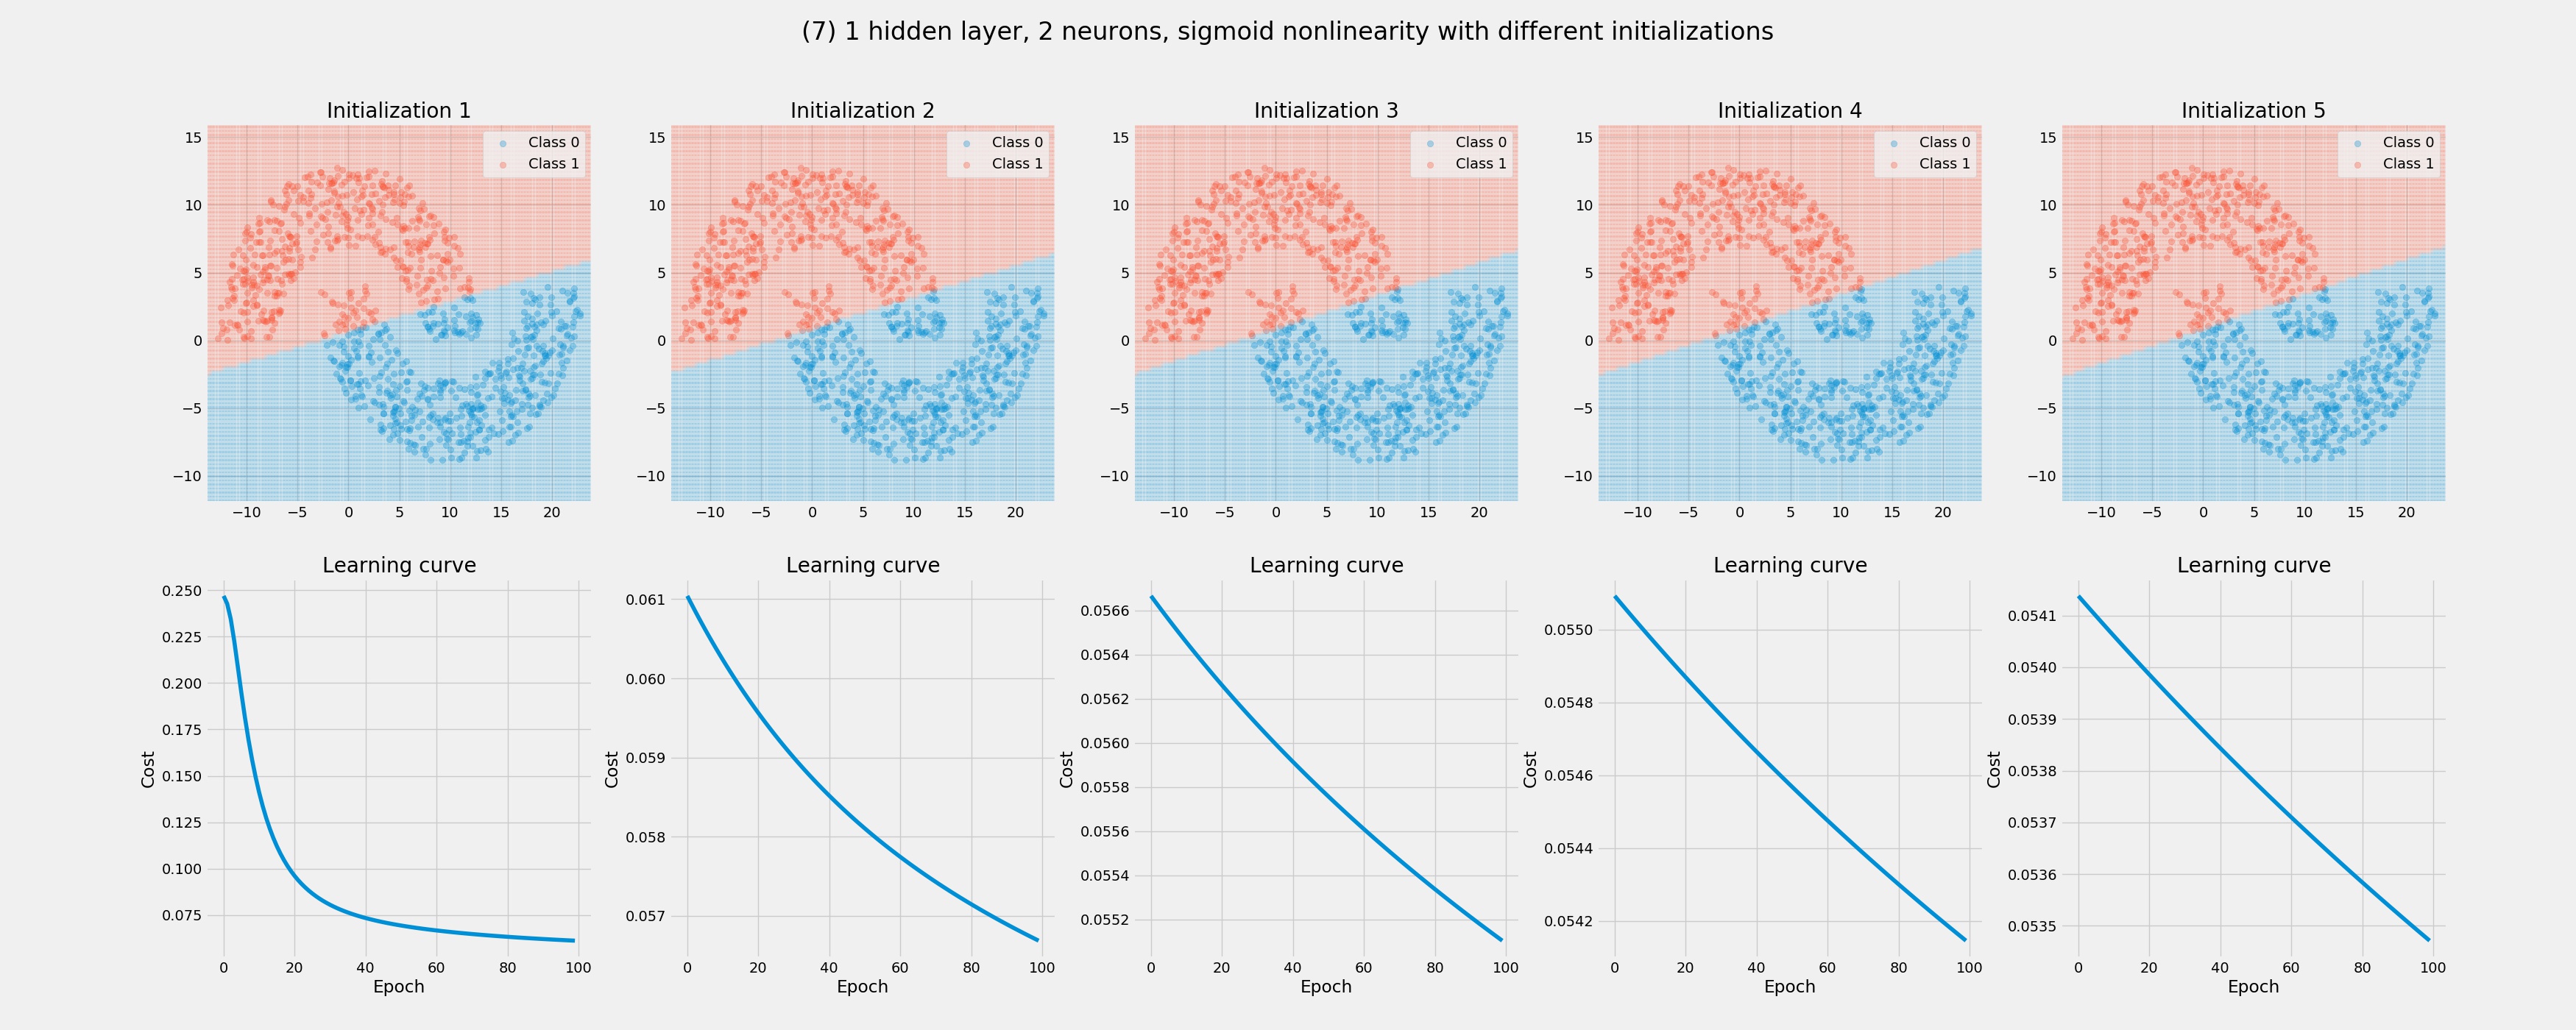 (7) 1 hidden layer, 2 neurons, sigmoid nonlinearity with different initializations
Initialization 1
Class 0
Class 1
15
10
5
0
−5
−10
−10 −5 0 5 10 15 20
Initialization 2
Class 0
Class 1
15
10
5
0
−5
−10
−10 −5 0 5 10 15 20
Initialization 3
Class 0
Class 1
15
10
5
0
−5
−10
−10 −5 0 5 10 15 20
Initialization 4
Class 0
Class 1
15
10
5
0
−5
−10
−10 −5 0 5 10 15 20
Initialization 5
Class 0
Class 1
15
10
5
0
−5
−10
−10 −5 0 5 10 15 20
Learning curve
Cost
0.250
0.225
0.200
0.175
0.150
0.125
0.100
0.075
0 20 40 60 80 100
Epoch
Learning curve
Cost
0.061
0.060
0.059
0.058
0.057
0 20 40 60 80 100
Epoch
Learning curve
Cost
0.0566
0.0564
0.0562
0.0560
0.0558
0.0556
0.0554
0.0552
0 20 40 60 80 100
Epoch
Learning curve
Cost
0.0550
0.0548
0.0546
0.0544
0.0542
0 20 40 60 80 100
Epoch
Learning curve
Cost
0.0541
0.0540
0.0539
0.0538
0.0537
0.0536
0.0535
0 20 40 60 80 100
Epoch